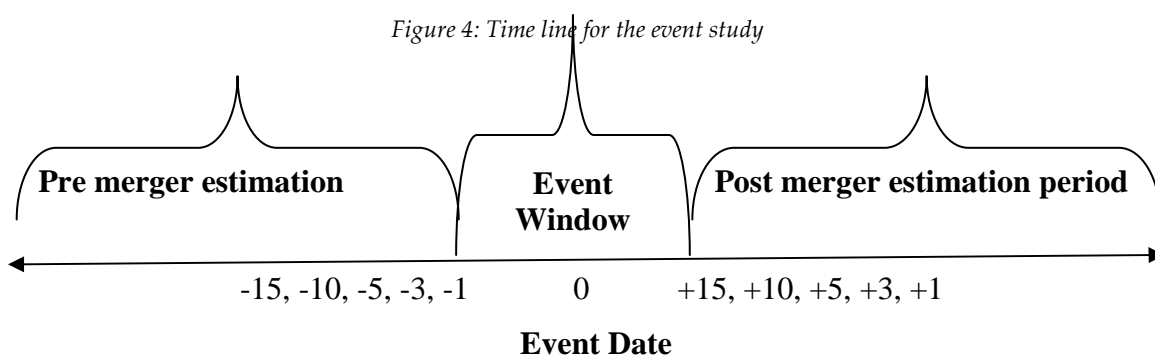 Figure 4: Time line for the event study
Pre merger estimation
Event
Window
Post merger estimation period
-15, -10, -5, -3, -1
0
+15, +10, +5, +3, +1
Event Date